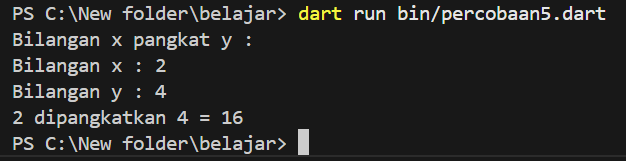 PS C:\New folder\belajar> dart run bin/percobaan5.dart
Bilangan x pangkat y :
Bilangan x : 2
Bilangan y : 4
2 dipangkatkan 4 = 16
PS C:\New folder\belajar>